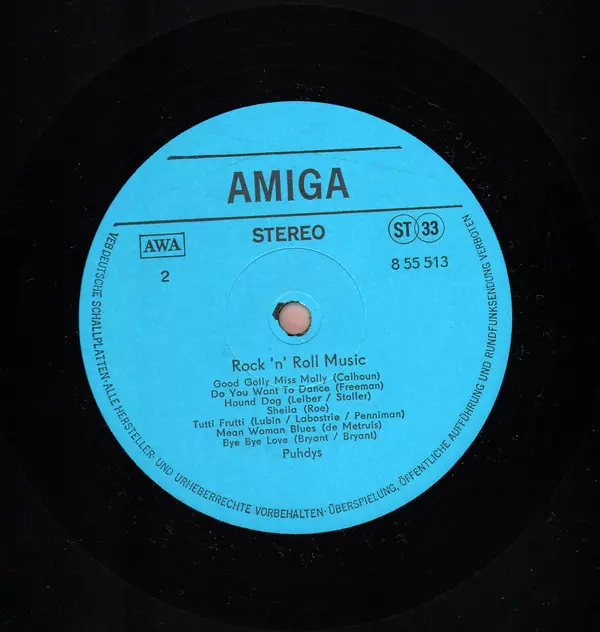 AMIGA
STEREO
AWA
ST 33
2
8 55 513
Rock 'n' Roll Music
Good Golly Miss Molly (Calhoun)
Do You Want To Dance (Freeman)
Hound Dog (Leiber / Stoller)
Sheila (Roe)
Tutti Frutti (Lubin / Labostrie / Penniman)
Mean Woman Blues (de Metruis)
Bye Bye Love (Bryant / Bryant)
Puhdys
VEB DEUTSCHE SCHALLPLATTEN · ALLE HERSTELLER- UND URHEBERRECHTE VORBEHALTEN · ÜBERSPIELUNG, ÖFFENTLICHE AUFFÜHRUNG UND RUNDFUNKSENDUNG VERBOTEN